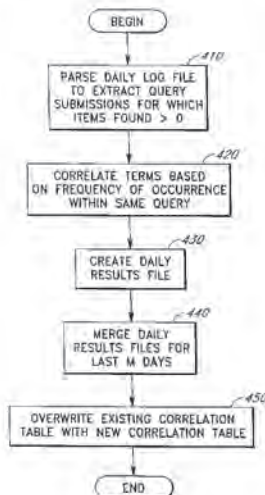 BEGIN
410
PARSE DAILY LOG FILE
TO EXTRACT QUERY
SUBMISSIONS FOR WHICH
ITEMS FOUND > 0
420
CORRELATE TERMS BASED
ON FREQUENCY OF OCCURRENCE
WITHIN SAME QUERY
430
CREATE DAILY
RESULTS FILE
440
MERGE DAILY
RESULTS FILES FOR
LAST M DAYS
450
OVERWRITE EXISTING CORRELATION
TABLE WITH NEW CORRELATION TABLE
END